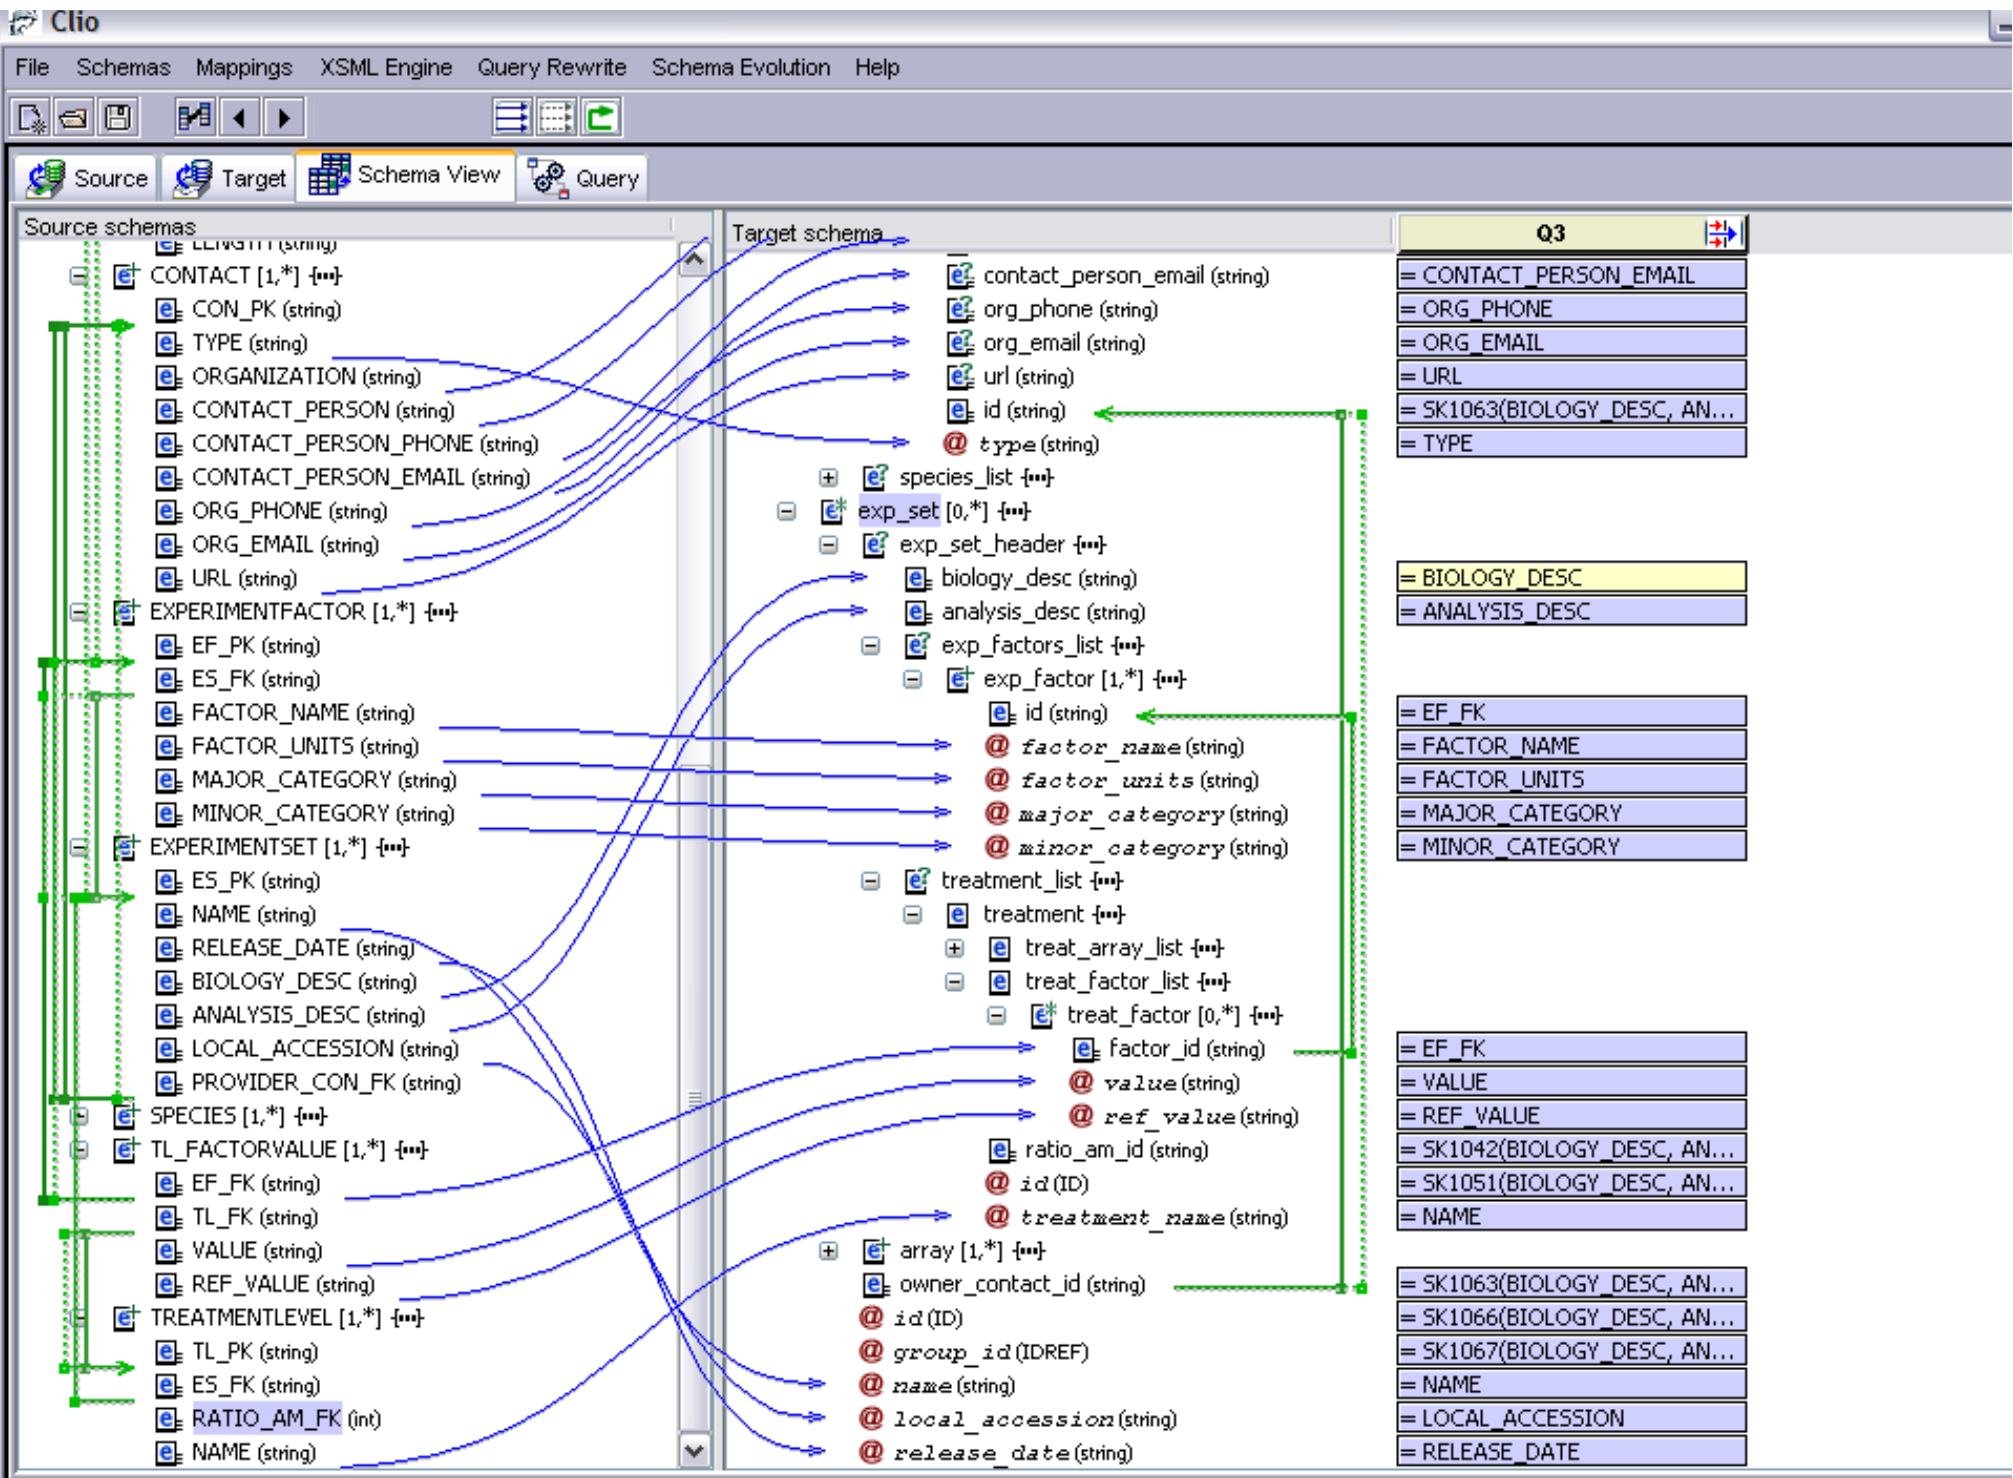 Clio
File Schemas Mappings XSML Engine Query Rewrite Schema Evolution Help
Source Target Schema View Query
Source schemas
LENGTH (string)
CONTACT [1,*] {...}
CON_PK (string)
TYPE (string)
ORGANIZATION (string)
CONTACT_PERSON (string)
CONTACT_PERSON_PHONE (string)
CONTACT_PERSON_EMAIL (string)
ORG_PHONE (string)
ORG_EMAIL (string)
URL (string)
EXPERIMENTFACTOR [1,*] {...}
EF_PK (string)
ES_FK (string)
FACTOR_NAME (string)
FACTOR_UNITS (string)
MAJOR_CATEGORY (string)
MINOR_CATEGORY (string)
EXPERIMENTSET [1,*] {...}
ES_PK (string)
NAME (string)
RELEASE_DATE (string)
BIOLOGY_DESC (string)
ANALYSIS_DESC (string)
LOCAL_ACCESSION (string)
PROVIDER_CON_FK (string)
SPECIES [1,*] {...}
TL_FACTORVALUE [1,*] {...}
EF_FK (string)
TL_FK (string)
VALUE (string)
REF_VALUE (string)
TREATMENTLEVEL [1,*] {...}
TL_PK (string)
ES_FK (string)
RATIO_AM_FK (int)
NAME (string)
Target schema
contact_person_email (string)
org_phone (string)
org_email (string)
url (string)
id (string)
@ type (string)
species_list {...}
exp_set [0,*] {...}
exp_set_header {...}
biology_desc (string)
analysis_desc (string)
exp_factors_list {...}
exp_factor [1,*] {...}
id (string)
@ factor_name (string)
@ factor_units (string)
@ major_category (string)
@ minor_category (string)
treatment_list {...}
treatment {...}
treat_array_list {...}
treat_factor_list {...}
treat_factor [0,*] {...}
factor_id (string)
@ value (string)
@ ref_value (string)
ratio_am_id (string)
@ id (ID)
@ treatment_name (string)
array [1,*] {...}
owner_contact_id (string)
@ id (ID)
@ group_id (IDREF)
@ name (string)
@ local_accession (string)
@ release_date (string)
Q3
= CONTACT_PERSON_EMAIL
= ORG_PHONE
= ORG_EMAIL
= URL
= SK1063(BIOLOGY_DESC, AN...
= TYPE
= BIOLOGY_DESC
= ANALYSIS_DESC
= EF_FK
= FACTOR_NAME
= FACTOR_UNITS
= MAJOR_CATEGORY
= MINOR_CATEGORY
= EF_FK
= VALUE
= REF_VALUE
= SK1042(BIOLOGY_DESC, AN...
= SK1051(BIOLOGY_DESC, AN...
= NAME
= SK1063(BIOLOGY_DESC, AN...
= SK1066(BIOLOGY_DESC, AN...
= SK1067(BIOLOGY_DESC, AN...
= NAME
= LOCAL_ACCESSION
= RELEASE_DATE